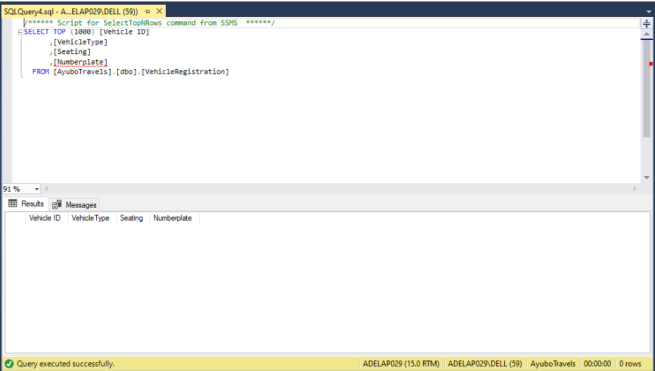 SQLQuery4.sql - A...ELAP029\DELL (59))
/****** Script for SelectTopNRows command from SSMS ******/
SELECT TOP (1000) [Vehicle ID]
,[VehicleType]
,[Seating]
,[Numberplate]
FROM [AyuboTravels].[dbo].[VehicleRegistration]
91 %
Results Messages
Vehicle ID VehicleType Seating Numberplate
Query executed successfully. ADELAP029 (15.0 RTM) ADELAP029\DELL (59) AyuboTravels 00:00:00 0 rows